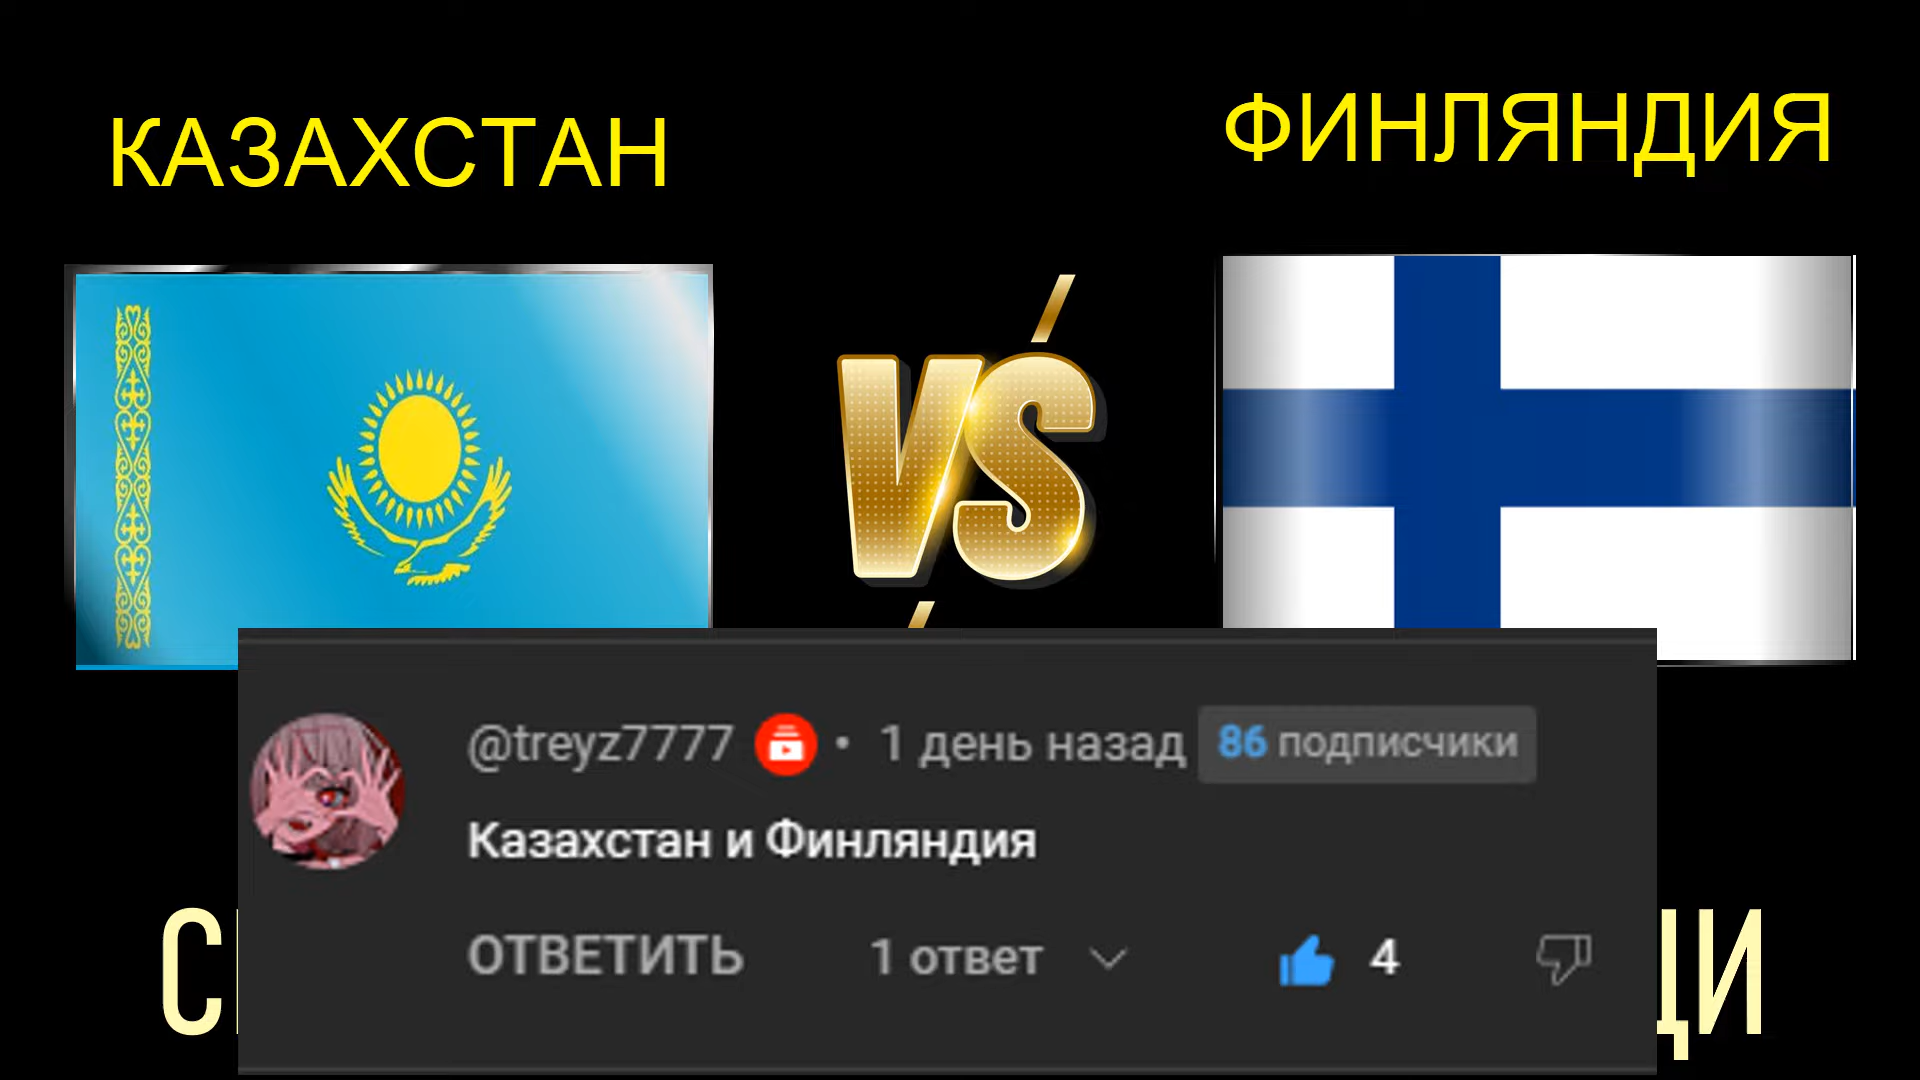 КАЗАХСТАН
ФИНЛЯНДИЯ
VS
@treyz7777 • 1 день назад 86 подписчики
Казахстан и Финляндия
ОТВЕТИТЬ 1 ответ 4